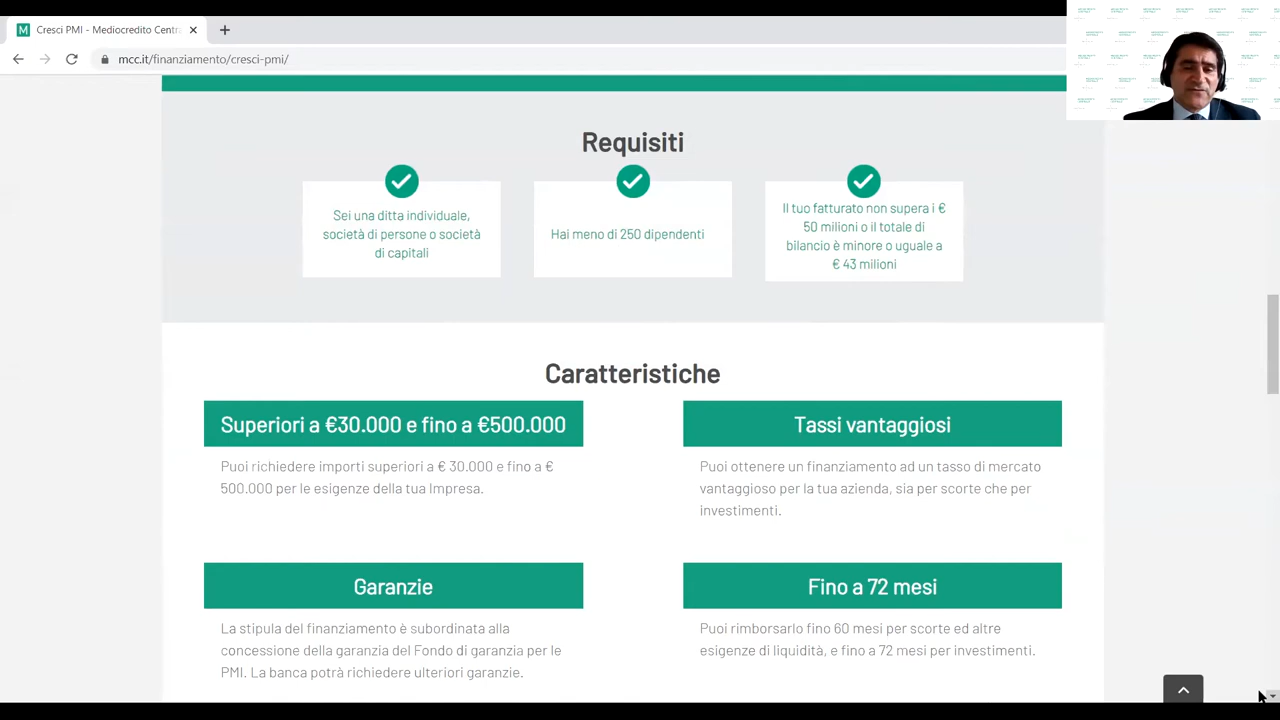 Cresci PMI - Mediocredito Centr
mcc.it/finanziamento
Requisiti
Sei una ditta individuale,
società di persone o società
di capitali
Hai meno di 250 dipendenti
Il tuo fatturato non supera i €
50 milioni o il totale di
bilancio è minore o uguale a
€ 43 milioni
Caratteristiche
Superiori a €30.000 e fino a €500.000
Puoi richiedere importi superiori a € 30.000 e fino a €
500.000 per le esigenze della tua Impresa.
Tassi vantaggiosi
Puoi ottenere un finanziamento ad un tasso di mercato
vantaggioso per la tua azienda, sia per scorte che per
investimenti.
Garanzie
La stipula del finanziamento è subordinata alla
concessione della garanzia del Fondo di garanzia per le
PMI. La banca potrà richiedere ulteriori garanzie.
Fino a 72 mesi
Puoi rimborsarlo fino 60 mesi per scorte ed altre
esigenze di liquidità, e fino a 72 mesi per investimenti.